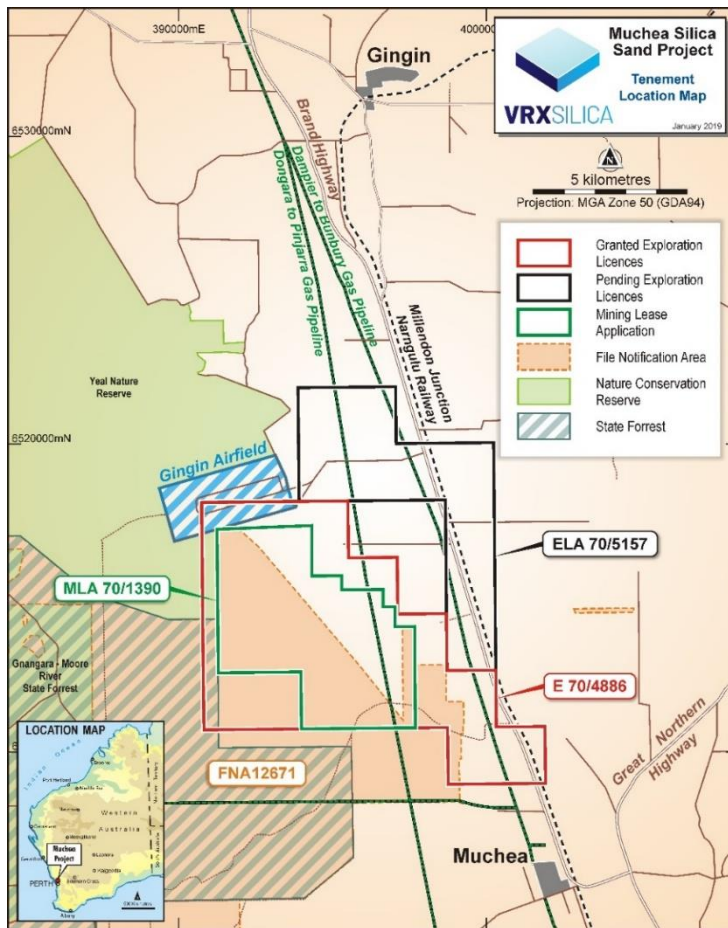 390000mE
400000
Gingin
Muchea Silica
Sand Project
Tenement
Location Map
VRXSILICA
January 2019
N
5 kilometres
Projection: MGA Zone 50 (GDA94)
6530000mN
Brand Highway
Dampier to Bunbury Gas Pipeline
Dongara to Pinjarra Gas Pipeline
Granted Exploration
Licences
Pending Exploration
Licences
Mining Lease
Application
File Notification Area
Nature Conservation
Reserve
State Forrest
Millendon Junction
Narngulu Railway
Yeal Nature
Reserve
6520000mN
Gingin Airfield
ELA 70/5157
MLA 70/1390
Gnangara - Moore
River
State Forrest
E 70/4886
Great Northern
Highway
FNA12671
Muchea
LOCATION MAP
Indian Ocean
Western
Australia
Muchea
Project
PERTH
Albany